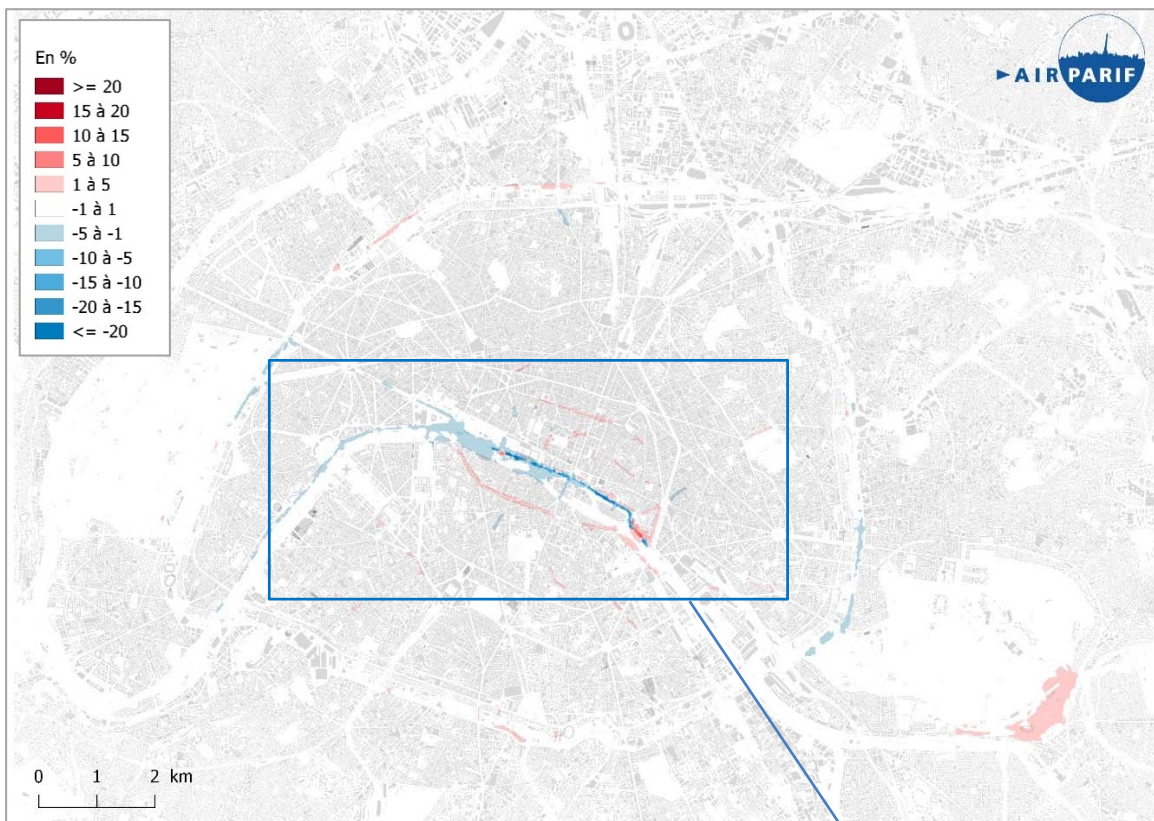 En %
>= 20
15 à 20
10 à 15
5 à 10
1 à 5
-1 à 1
-5 à -1
-10 à -5
-15 à -10
-20 à -15
<= -20
AIRPARIF
0 1 2 km